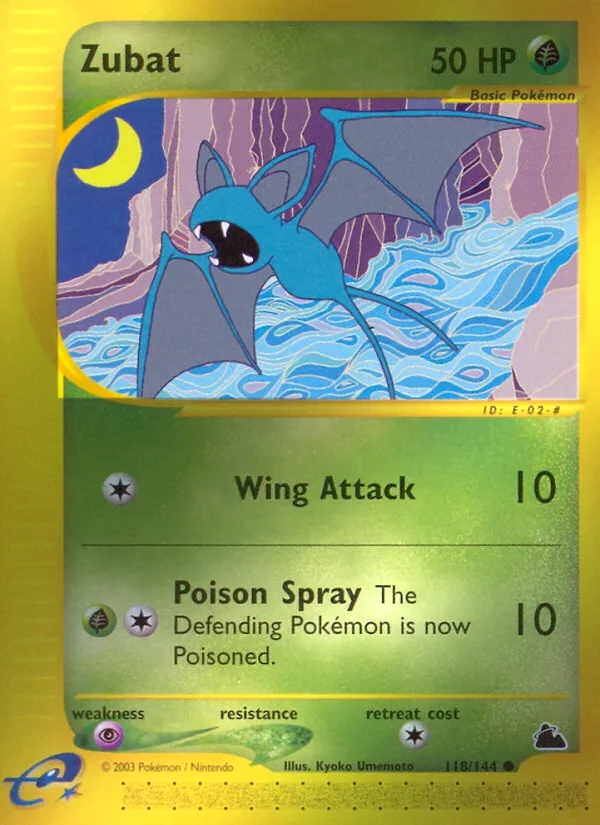 Zubat
50 HP
Basic Pokémon
ID: E-02-#
Wing Attack 10
Poison Spray The
Defending Pokémon is now
Poisoned.
10
weakness resistance retreat cost
© 2003 Pokémon / Nintendo Illus. Kyoko Umemoto 118/144
e